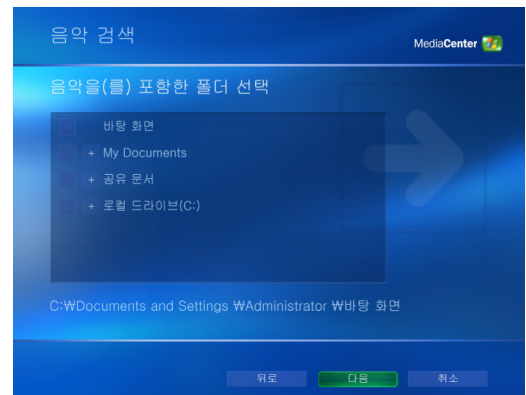 음악 검색
MediaCenter
음악을(를) 포함한 폴더 선택
바탕 화면
+ My Documents
+ 공유 문서
+ 로컬 드라이브(C:)
C:₩Documents and Settings ₩Administrator ₩바탕 화면
뒤로 다음 취소